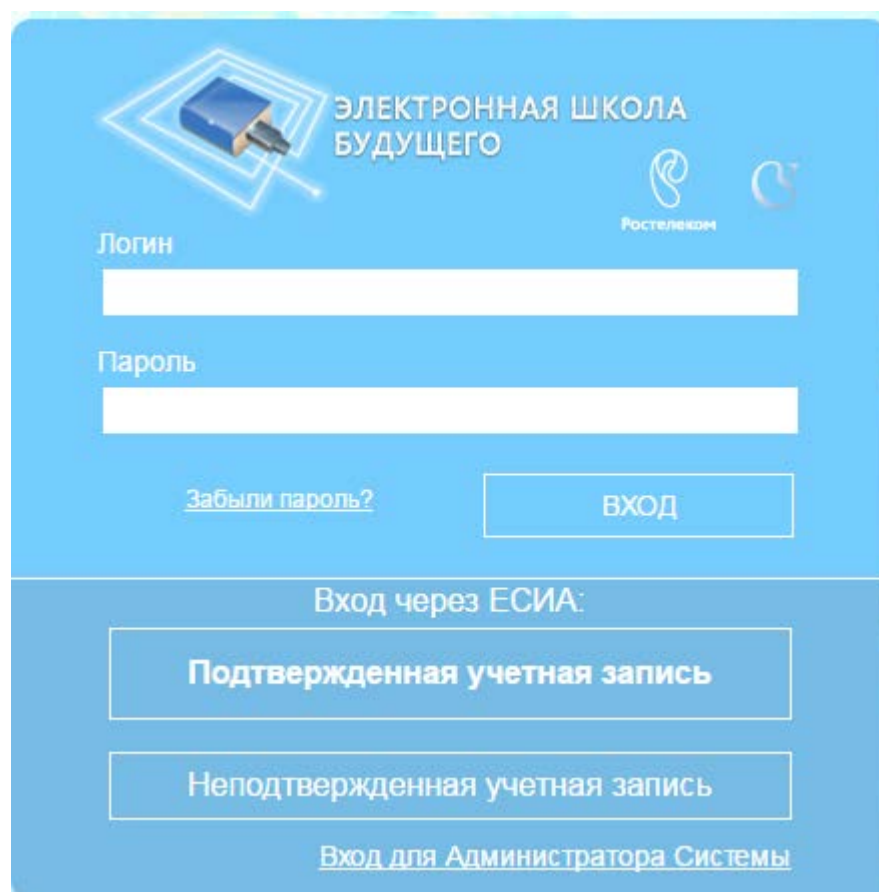 ЭЛЕКТРОННАЯ ШКОЛА
БУДУЩЕГО
Ростелеком
Логин
Пароль
Забыли пароль?
ВХОД
Вход через ЕСИА:
Подтвержденная учетная запись
Неподтвержденная учетная запись
Вход для Администратора Системы